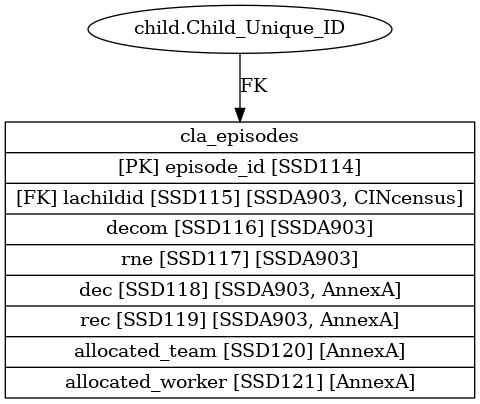 child.Child_Unique_ID
FK
cla_episodes
[PK] episode_id [SSD114]
[FK] lachildid [SSD115] [SSDA903, CINcensus]
decom [SSD116] [SSDA903]
rne [SSD117] [SSDA903]
dec [SSD118] [SSDA903, AnnexA]
rec [SSD119] [SSDA903, AnnexA]
allocated_team [SSD120] [AnnexA]
allocated_worker [SSD121] [AnnexA]